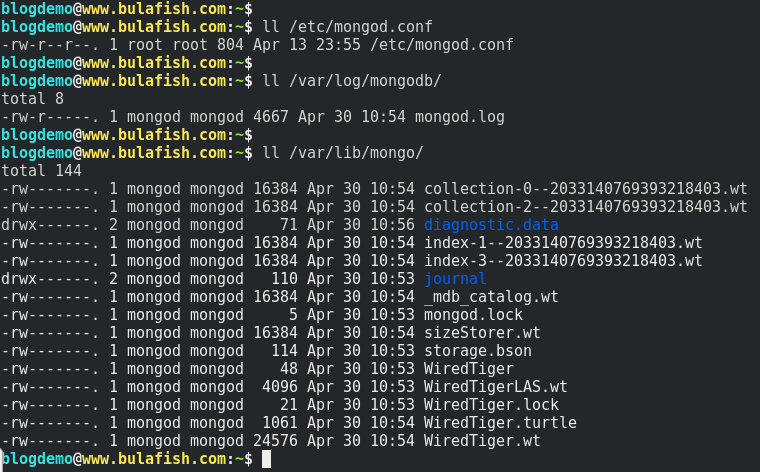 blogdemo@www.bulafish.com:~$
blogdemo@www.bulafish.com:~$ ll /etc/mongod.conf
-rw-r--r--. 1 root root 804 Apr 13 23:55 /etc/mongod.conf
blogdemo@www.bulafish.com:~$
blogdemo@www.bulafish.com:~$ ll /var/log/mongodb/
total 8
-rw-r-----. 1 mongod mongod 4667 Apr 30 10:54 mongod.log
blogdemo@www.bulafish.com:~$
blogdemo@www.bulafish.com:~$ ll /var/lib/mongo/
total 144
-rw-------. 1 mongod mongod 16384 Apr 30 10:54 collection-0--2033140769393218403.wt
-rw-------. 1 mongod mongod 16384 Apr 30 10:54 collection-2--2033140769393218403.wt
drwx------. 2 mongod mongod    71 Apr 30 10:56 diagnostic.data
-rw-------. 1 mongod mongod 16384 Apr 30 10:54 index-1--2033140769393218403.wt
-rw-------. 1 mongod mongod 16384 Apr 30 10:54 index-3--2033140769393218403.wt
drwx------. 2 mongod mongod   110 Apr 30 10:53 journal
-rw-------. 1 mongod mongod 16384 Apr 30 10:54 _mdb_catalog.wt
-rw-------. 1 mongod mongod     5 Apr 30 10:53 mongod.lock
-rw-------. 1 mongod mongod 16384 Apr 30 10:54 sizeStorer.wt
-rw-------. 1 mongod mongod   114 Apr 30 10:53 storage.bson
-rw-------. 1 mongod mongod    48 Apr 30 10:53 WiredTiger
-rw-------. 1 mongod mongod  4096 Apr 30 10:53 WiredTigerLAS.wt
-rw-------. 1 mongod mongod    21 Apr 30 10:53 WiredTiger.lock
-rw-------. 1 mongod mongod  1061 Apr 30 10:54 WiredTiger.turtle
-rw-------. 1 mongod mongod 24576 Apr 30 10:54 WiredTiger.wt
blogdemo@www.bulafish.com:~$